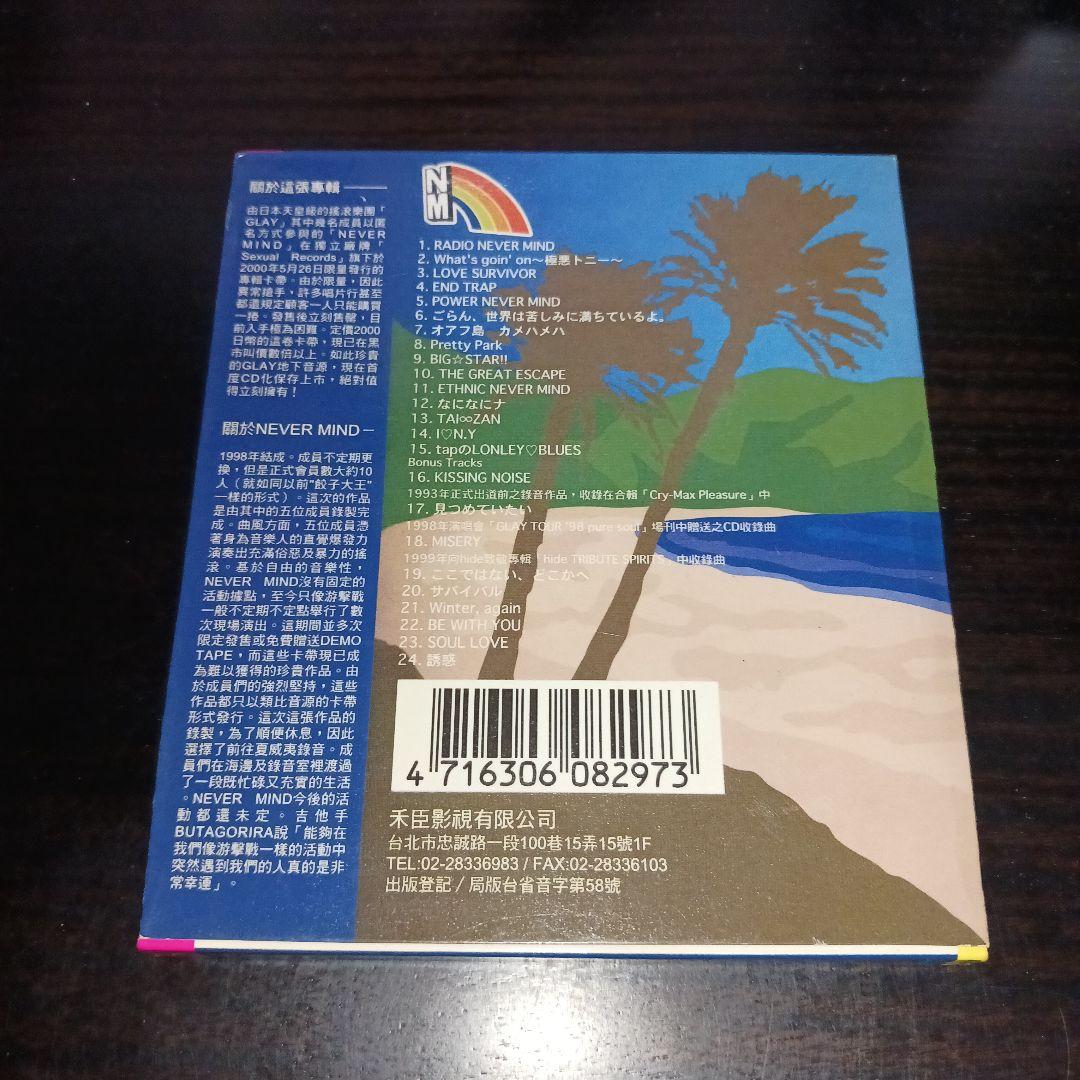 關於這張專輯
由日本天皇級的搖滾樂團「
GLAY」其中幾名成員以匿
名方式參與的「NEVER
MIND」在獨立廠牌「
Sexual Records」旗下於
2000年5月26日限量發行的
專輯卡帶。由於限量，因此
異常搶手，許多唱片行甚至
都還規定顧客一人只能購買
一捲。發售後立刻售罄，目
前入手極為困難。定價2000
日幣的這卷卡帶，現已在黑
市叫價數倍以上。如此珍貴
的GLAY地下音源，現在首
度CD化保存上市，絕對值
得立刻擁有！
關於NEVER MIND－
1998年結成。成員不定期更
換，但是正式會員數大約10
人（就如同以前"餃子大王"
一樣的形式）。這次的作品
是由其中的五位成員錄製完
成。曲風方面，五位成員憑
著身為音樂人的直覺爆發力
演奏出充滿俗惡及暴力的搖
滾。基於自由的音樂性，
NEVER MIND沒有固定的
活動據點，至今只像游擊戰
一般不定期不定點舉行了數
次現場演出。這期間並多次
限定發售或免費贈送DEMO
TAPE，而這些卡帶現已成
為難以獲得的珍貴作品。由
於成員們的強烈堅持，這些
作品都只以類比音源的卡帶
形式發行。這次這張作品的
錄製，為了順便休息，因此
選擇了前往夏威夷錄音。成
員們在海邊及錄音室裡渡過
了一段既忙碌又充實的生活
。NEVER MIND今後的活
動都還未定。吉他手
BUTAGORIRA說「能夠在
我們像游擊戰一樣的活動中
突然遇到我們的人真的是非
常幸運」。
NM
1. RADIO NEVER MIND
2. What's goin' on～極悪トニー～
3. LOVE SURVIVOR
4. END TRAP
5. POWER NEVER MIND
6. ごらん、世界は苦しみに満ちているよ。
7. オアフ島　カメハメハ
8. Pretty Park
9. BIG☆STAR!!
10. THE GREAT ESCAPE
11. ETHNIC NEVER MIND
12. なになにナ
13. TAI∞ZAN
14. I♡N.Y
15. tapのLONLEY♡BLUES
Bonus Tracks
16. KISSING NOISE
1993年正式出道前之錄音作品，收錄在合輯「Cry-Max Pleasure」中
17. 見つめていたい
1998年演唱會「GLAY TOUR '98 pure soul」場刊中贈送之CD收錄曲
18. MISERY
1999年向hide致敬專輯「hide TRIBUTE SPIRITS」中收錄曲
19. ここではない、どこかへ
20. サバイバル
21. Winter, again
22. BE WITH YOU
23. SOUL LOVE
24. 誘惑
4 716306 082973
禾臣影視有限公司
台北市忠誠路一段100巷15弄15號1F
TEL:02-28336983 / FAX:02-28336103
出版登記 / 局版台省音字第58號